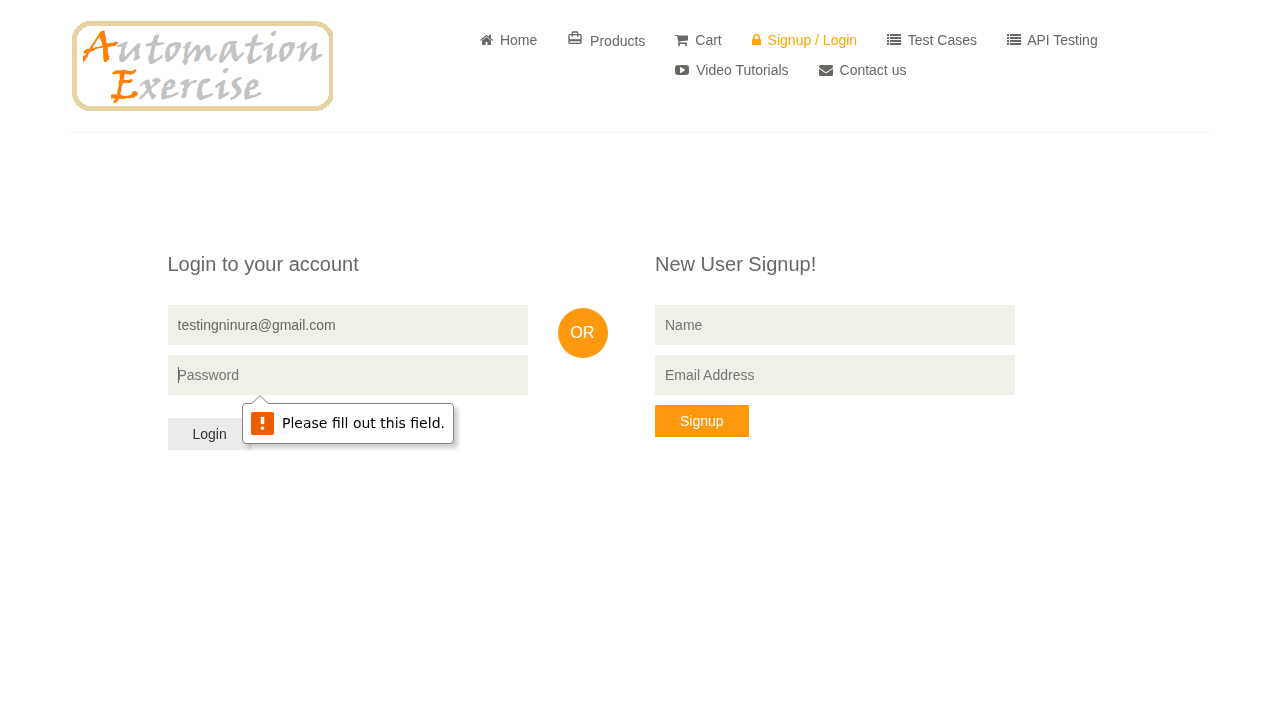 Automation
Exercise
Home
Products
Cart
Signup / Login
Test Cases
API Testing
Video Tutorials
Contact us
Login to your account
testingninura@gmail.com
Password
Please fill out this field.
Login
OR
New User Signup!
Name
Email Address
Signup